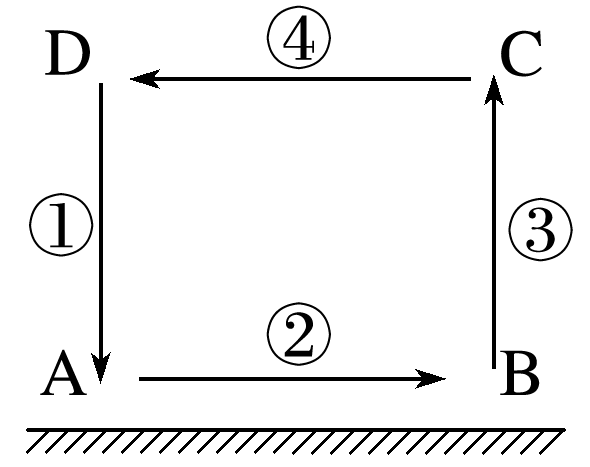 D ④ C
① ③
A ② B